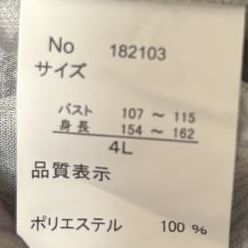 No 182103
サイズ
バスト 107 ～ 115
身長 154 ～ 162
4L
品質表示
ポリエステル 100 %